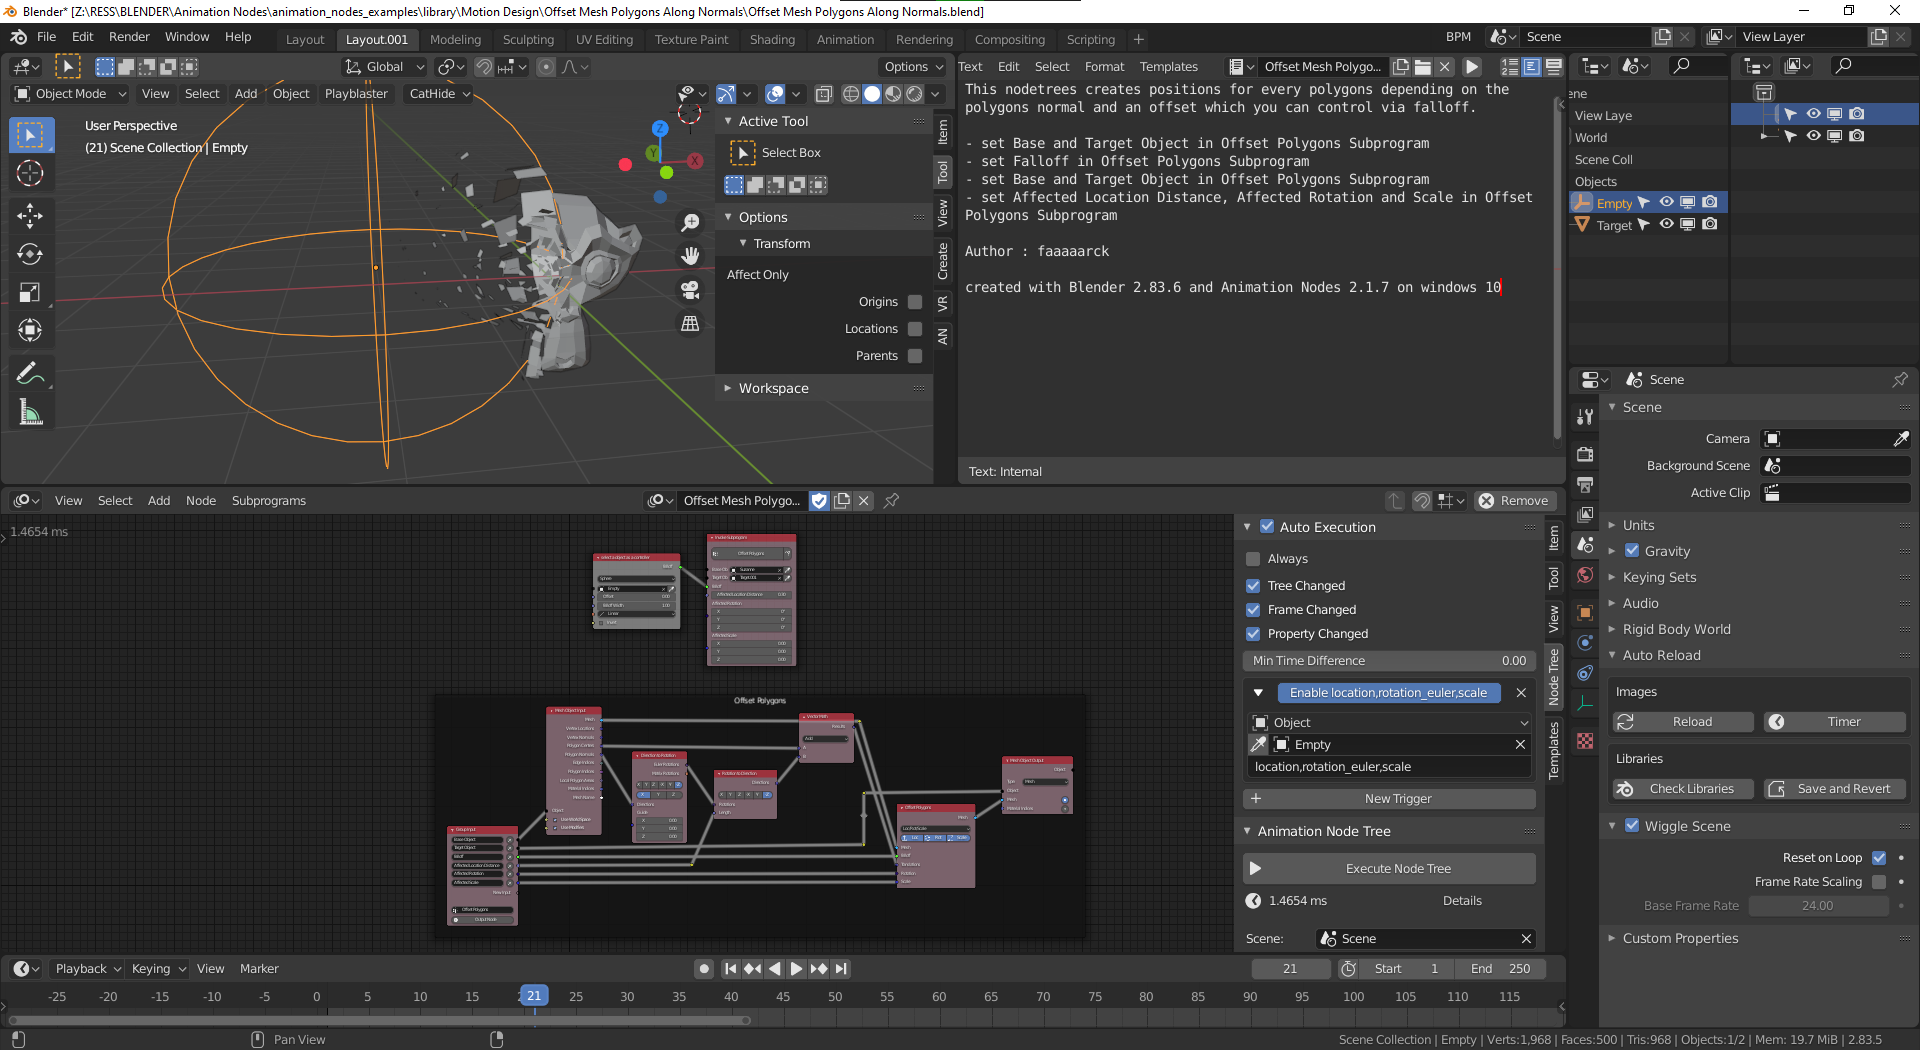 Blender* [Z:\RESS\BLENDER\Animation Nodes\animation_nodes_examples\library\Motion Design\Offset Mesh Polygons Along Normals\Offset Mesh Polygons Along Normals.blend]
File Edit Render Window Help
Layout Layout.001 Modeling Sculpting UV Editing Texture Paint Shading Animation Rendering Compositing Scripting +
BPM Scene View Layer
Global Options
Object Mode View Select Add Object Playblaster CatHide
User Perspective
(21) Scene Collection | Empty
Z
Y
X
Active Tool
Select Box
Options
Transform
Affect Only
Origins
Locations
Parents
Workspace
Item
Tool
View
Create
VR
AN
Text Edit Select Format Templates Offset Mesh Polygo...
This nodetrees creates positions for every polygons depending on the
polygons normal and an offset which you can control via falloff.
- set Base and Target Object in Offset Polygons Subprogram
- set Falloff in Offset Polygons Subprogram
- set Base and Target Object in Offset Polygons Subprogram
- set Affected Location Distance, Affected Rotation and Scale in Offset
Polygons Subprogram
Author : faaaaarck
created with Blender 2.83.6 and Animation Nodes 2.1.7 on windows 10
Text: Internal
ene
View Laye
World
Scene Coll
Objects
Empty
Target
Scene
Scene
Camera
Background Scene
Active Clip
Units
Gravity
Keying Sets
Audio
Rigid Body World
Auto Reload
Images
Reload Timer
Libraries
Check Libraries Save and Revert
Wiggle Scene
Reset on Loop
Frame Rate Scaling
Base Frame Rate 24.00
Custom Properties
View Select Add Node Subprograms Offset Mesh Polygo... Remove
1.4654 ms
Offset Polygons
Auto Execution
Always
Tree Changed
Frame Changed
Property Changed
Min Time Difference 0.00
Enable location,rotation_euler,scale
Object
Empty
location,rotation_euler,scale
New Trigger
Animation Node Tree
Execute Node Tree
1.4654 ms Details
Scene: Scene
Item
Tool
View
Node Tree
Templates
Playback Keying View Marker 21 Start 1 End 250
-25 -20 -15 -10 -5 0 5 10 15 21 25 30 35 40 45 50 55 60 65 70 75 80 85 90 95 100 105 110 115
Pan View
Scene Collection | Empty | Verts:1,968 | Faces:500 | Tris:968 | Objects:1/2 | Mem: 19.7 MiB | 2.83.5